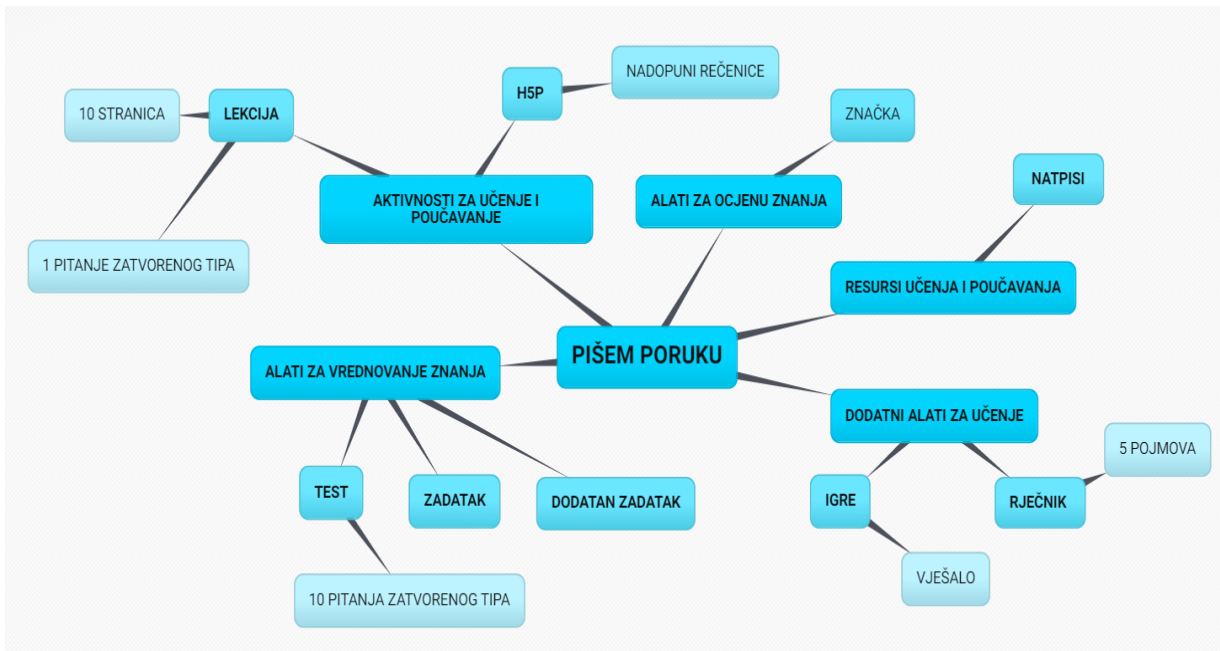 H5P
NADOPUNI REČENICE
10 STRANICA
LEKCIJA
ZNAČKA
NATPISI
AKTIVNOSTI ZA UČENJE I
POUČAVANJE
ALATI ZA OCJENU ZNANJA
1 PITANJE ZATVORENOG TIPA
RESURSI UČENJA I POUČAVANJA
PIŠEM PORUKU
ALATI ZA VREDNOVANJE ZNANJA
DODATNI ALATI ZA UČENJE
5 POJMOVA
TEST
ZADATAK
DODATAN ZADATAK
IGRE
RJEČNIK
VJEŠALO
10 PITANJA ZATVORENOG TIPA